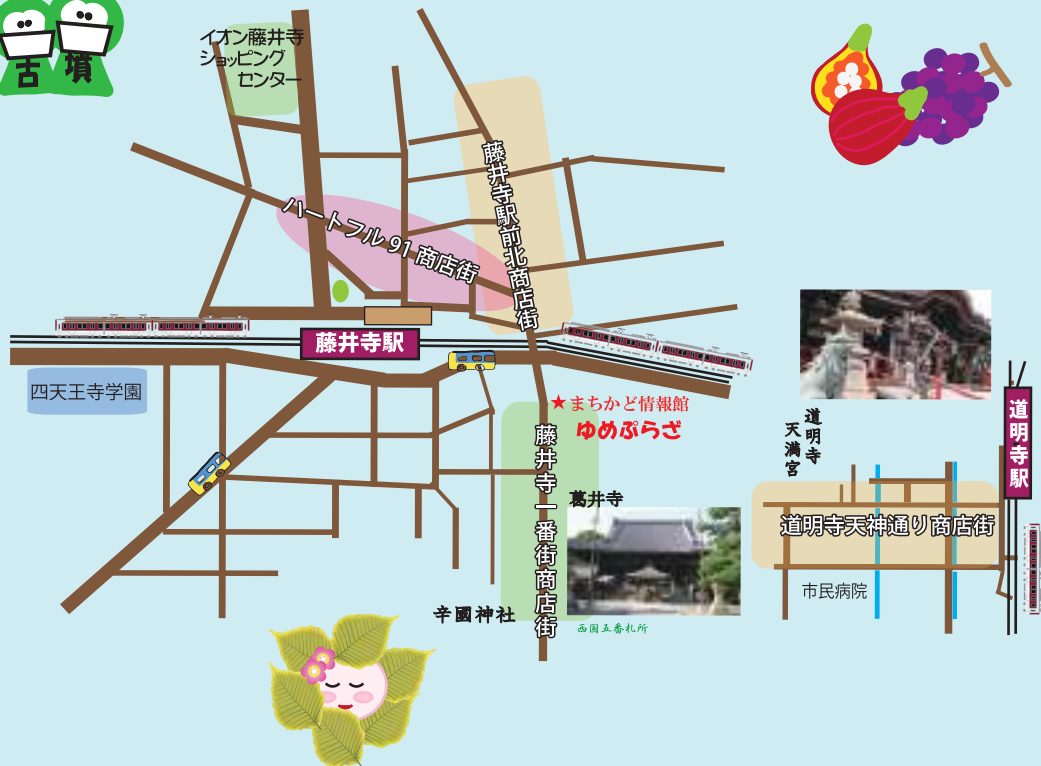 古墳
イオン藤井寺
ショッピング
センター
藤井寺駅前北商店街
ハートフル 91 商店街
藤井寺駅
四天王寺学園
★まちかど情報館
ゆめぷらざ
藤井寺一番街商店街
葛井寺
西国五番札所
辛國神社
道明寺
天満宮
道明寺駅
道明寺天神通り商店街
市民病院